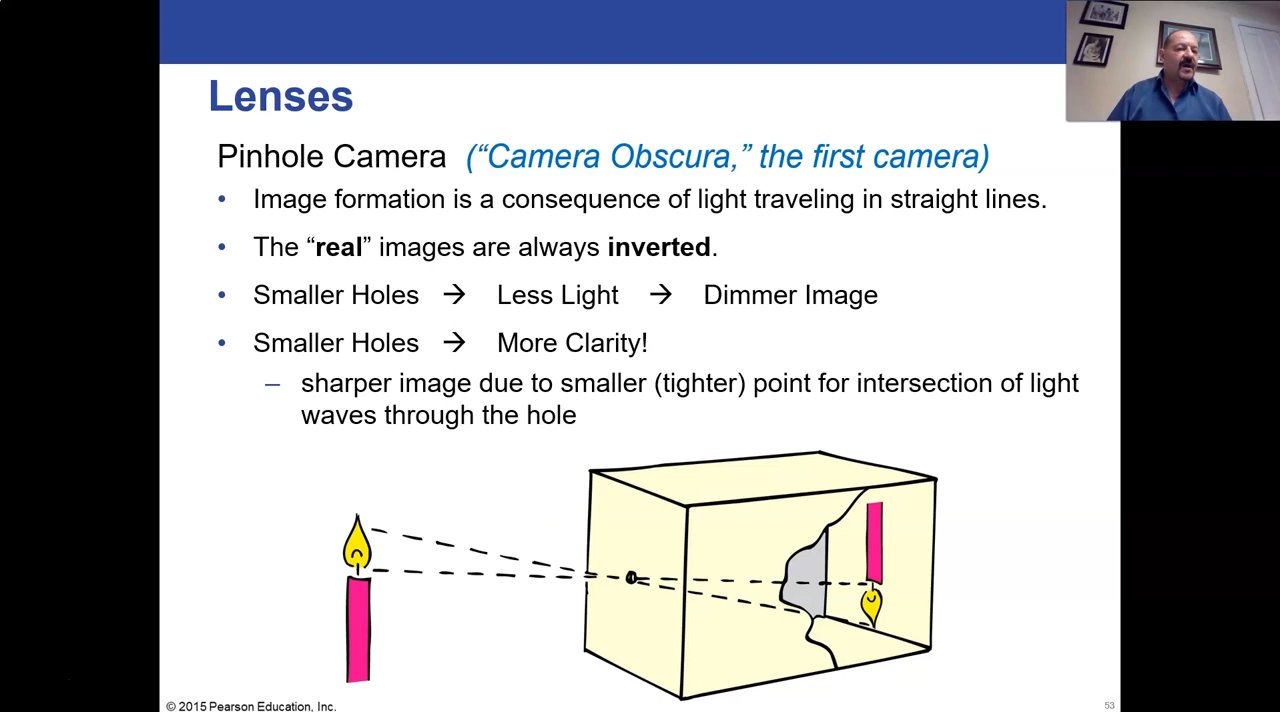 Lenses
Pinhole Camera (“Camera Obscura,” the first camera)
• Image formation is a consequence of light traveling in straight lines.
• The “real” images are always inverted.
• Smaller Holes → Less Light → Dimmer Image
• Smaller Holes → More Clarity!
– sharper image due to smaller (tighter) point for intersection of light
waves through the hole
© 2015 Pearson Education, Inc.
53